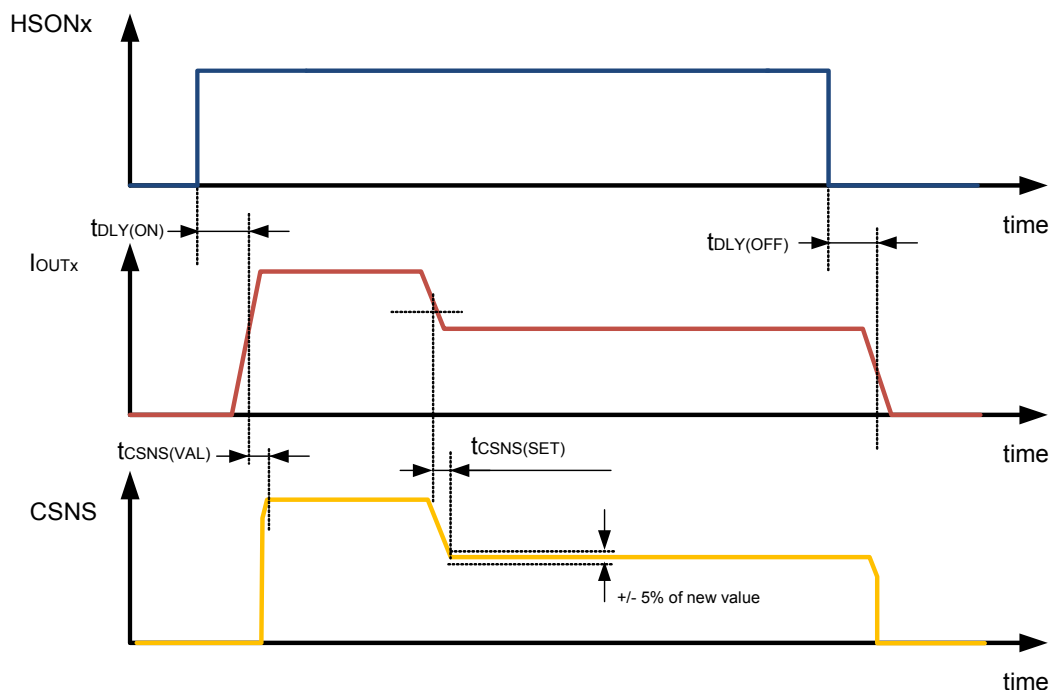 HSONx
time
tDLY(ON)
tDLY(OFF)
IOUTx
time
tCSNS(VAL)
tCSNS(SET)
CSNS
+/- 5% of new value
time